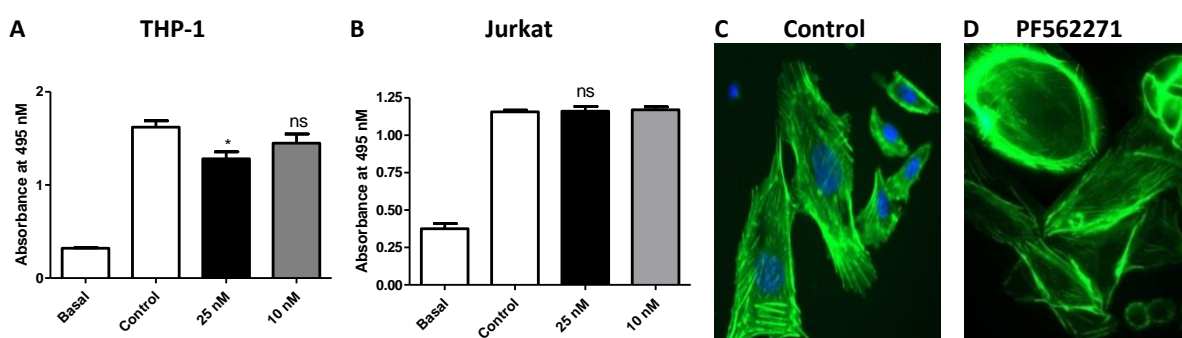 A THP-1
Absorbance at 495 nM
2
1
0
*
ns
Basal
Control
25 nM
10 nM
B Jurkat
Absorbance at 495 nM
1.25
1.00
0.75
0.50
0.25
0.00
ns
Basal
Control
25 nM
10 nM
C Control
D PF562271